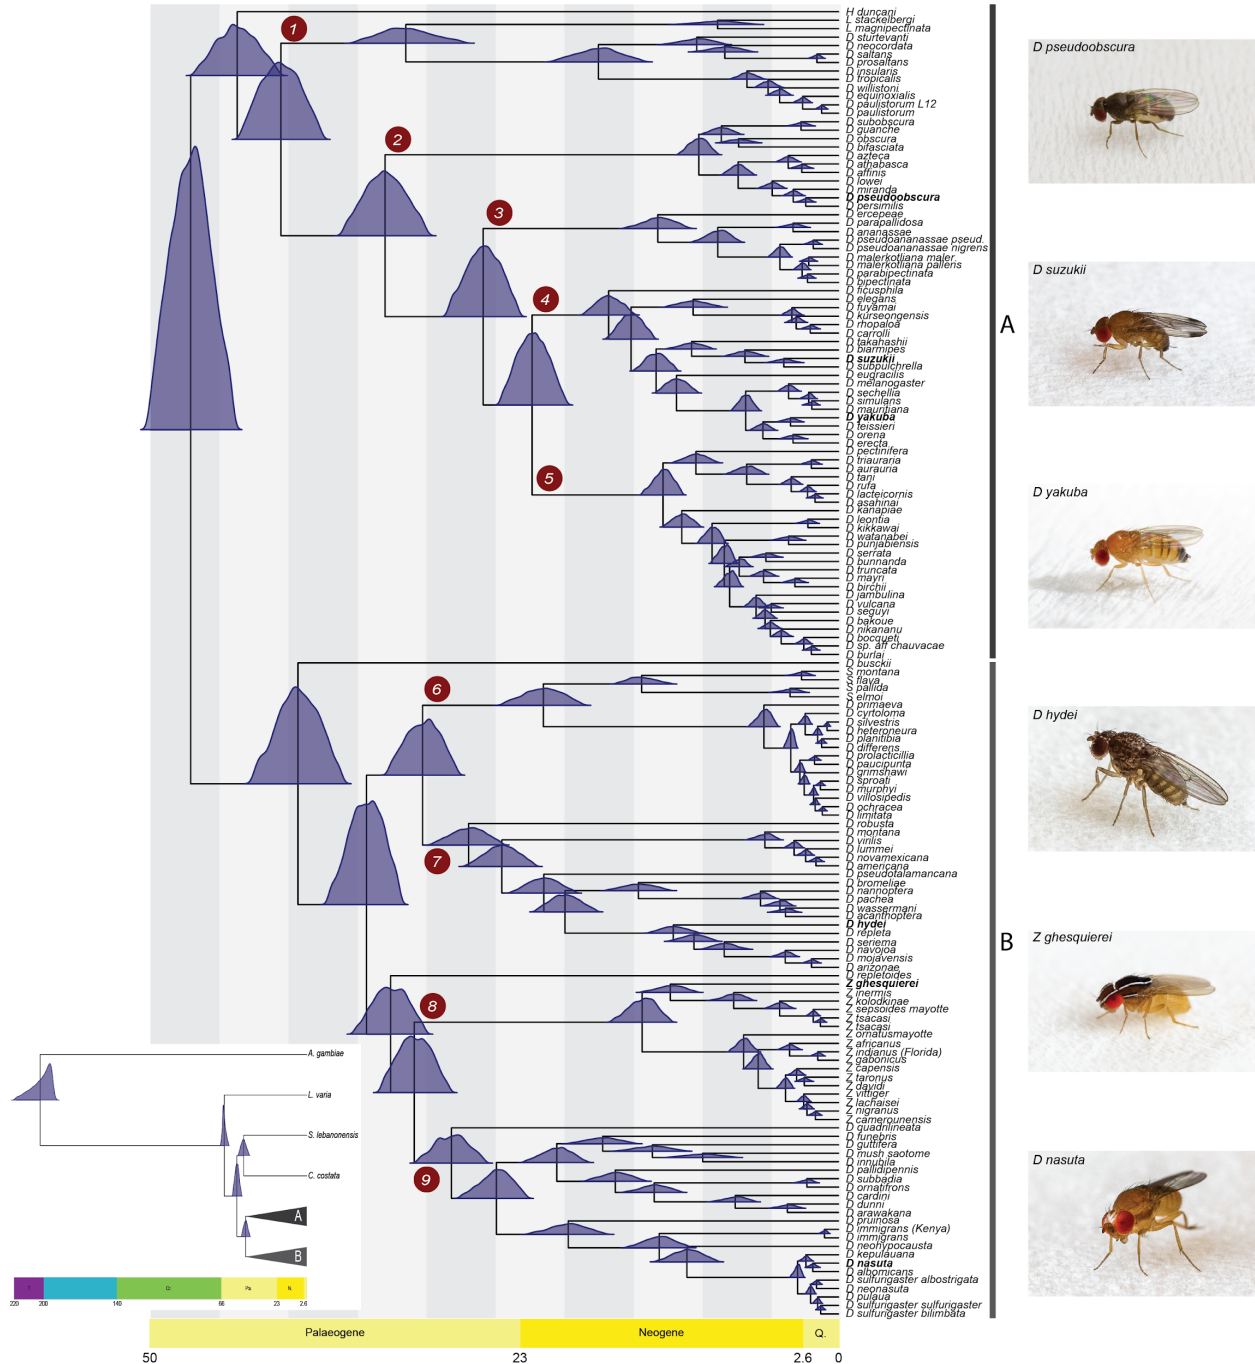 H duncani
L stackelbergi
L magnipectinata
D sturtevanti
D neocordata
D saltans
D prosaltans
D insularis
D tropicalis
D willistoni
D equinoxialis
D paulistorum L12
D paulistorum
D subobscura
D guanche
D obscura
D bifasciata
D azteca
D athabasca
D affinis
D lowei
D miranda
D pseudoobscura
D persimilis
D ercepeae
D parapallidosa
D ananassae
D pseudoananassae pseud.
D pseudoananassae nigrens
D malerkotliana maler.
D malerkotliana pallens
D parabipectinata
D bipectinata
D ficusphila
D elegans
D fuyamai
D kurseongensis
D rhopaloa
D carrolli
D takahashii
D biarmipes
D suzukii
D subpulchrella
D eugracilis
D melanogaster
D sechellia
D simulans
D mauritiana
D yakuba
D teissieri
D orena
D erecta
D pectinifera
D triauraria
D auraria
D tani
D rufa
D lacteicornis
D asahinai
D kanapiae
D leontia
D kikkawai
D watanabei
D punjabiensis
D serrata
D bunnanda
D truncata
D mayri
D birchii
D jambulina
D vulcana
D seguyi
D bakoue
D nikananu
D bocqueti
D sp. aff chauvacae
D burlai
D busckii
S montana
S flava
S pallida
S elmoi
D primaeva
D cyrtoloma
D silvestris
D heteroneura
D planitibia
D differens
D prolacticillia
D paucipunta
D grimshawi
D sproati
D murphyi
D villosipedis
D ochracea
D limitata
D robusta
D montana
D virilis
D lummei
D novamexicana
D americana
D pseudotalamancana
D bromeliae
D nannoptera
D pachea
D wassermani
D acanthoptera
D hydei
D repleta
D seriema
D navojoa
D mojavensis
D arizonae
D repletoides
Z ghesquierei
Z inermis
Z kolodkinae
Z sepsoides mayotte
Z tsacasi
Z tsacasi
Z ornatusmayotte
Z africanus
Z indianus (Florida)
Z gabonicus
Z capensis
Z taronus
Z davidi
Z vittiger
Z lachaisei
Z nigranus
Z camerounensis
D quadrilineata
D funebris
D guttifera
D mush saotome
D innubila
D pallidipennis
D subbadia
D ornatifrons
D cardini
D dunni
D arawakana
D pruinosa
D immigrans (Kenya)
D immigrans
D neohypocausta
D kepulauana
D nasuta
D albomicans
D sulfurigaster albostrigata
D neonasuta
D pulaua
D sulfurigaster sulfurigaster
D sulfurigaster bilimbata
1
2
3
4
5
6
7
8
9
A
B
D pseudoobscura
D suzukii
D yakuba
D hydei
Z ghesquierei
D nasuta
A. gambiae
L. varia
S. lebanonensis
C. costata
A
B
Pa.
N.
220
200
140
66
23
2.6
Palaeogene
Neogene
Q.
50
23
2.6
0